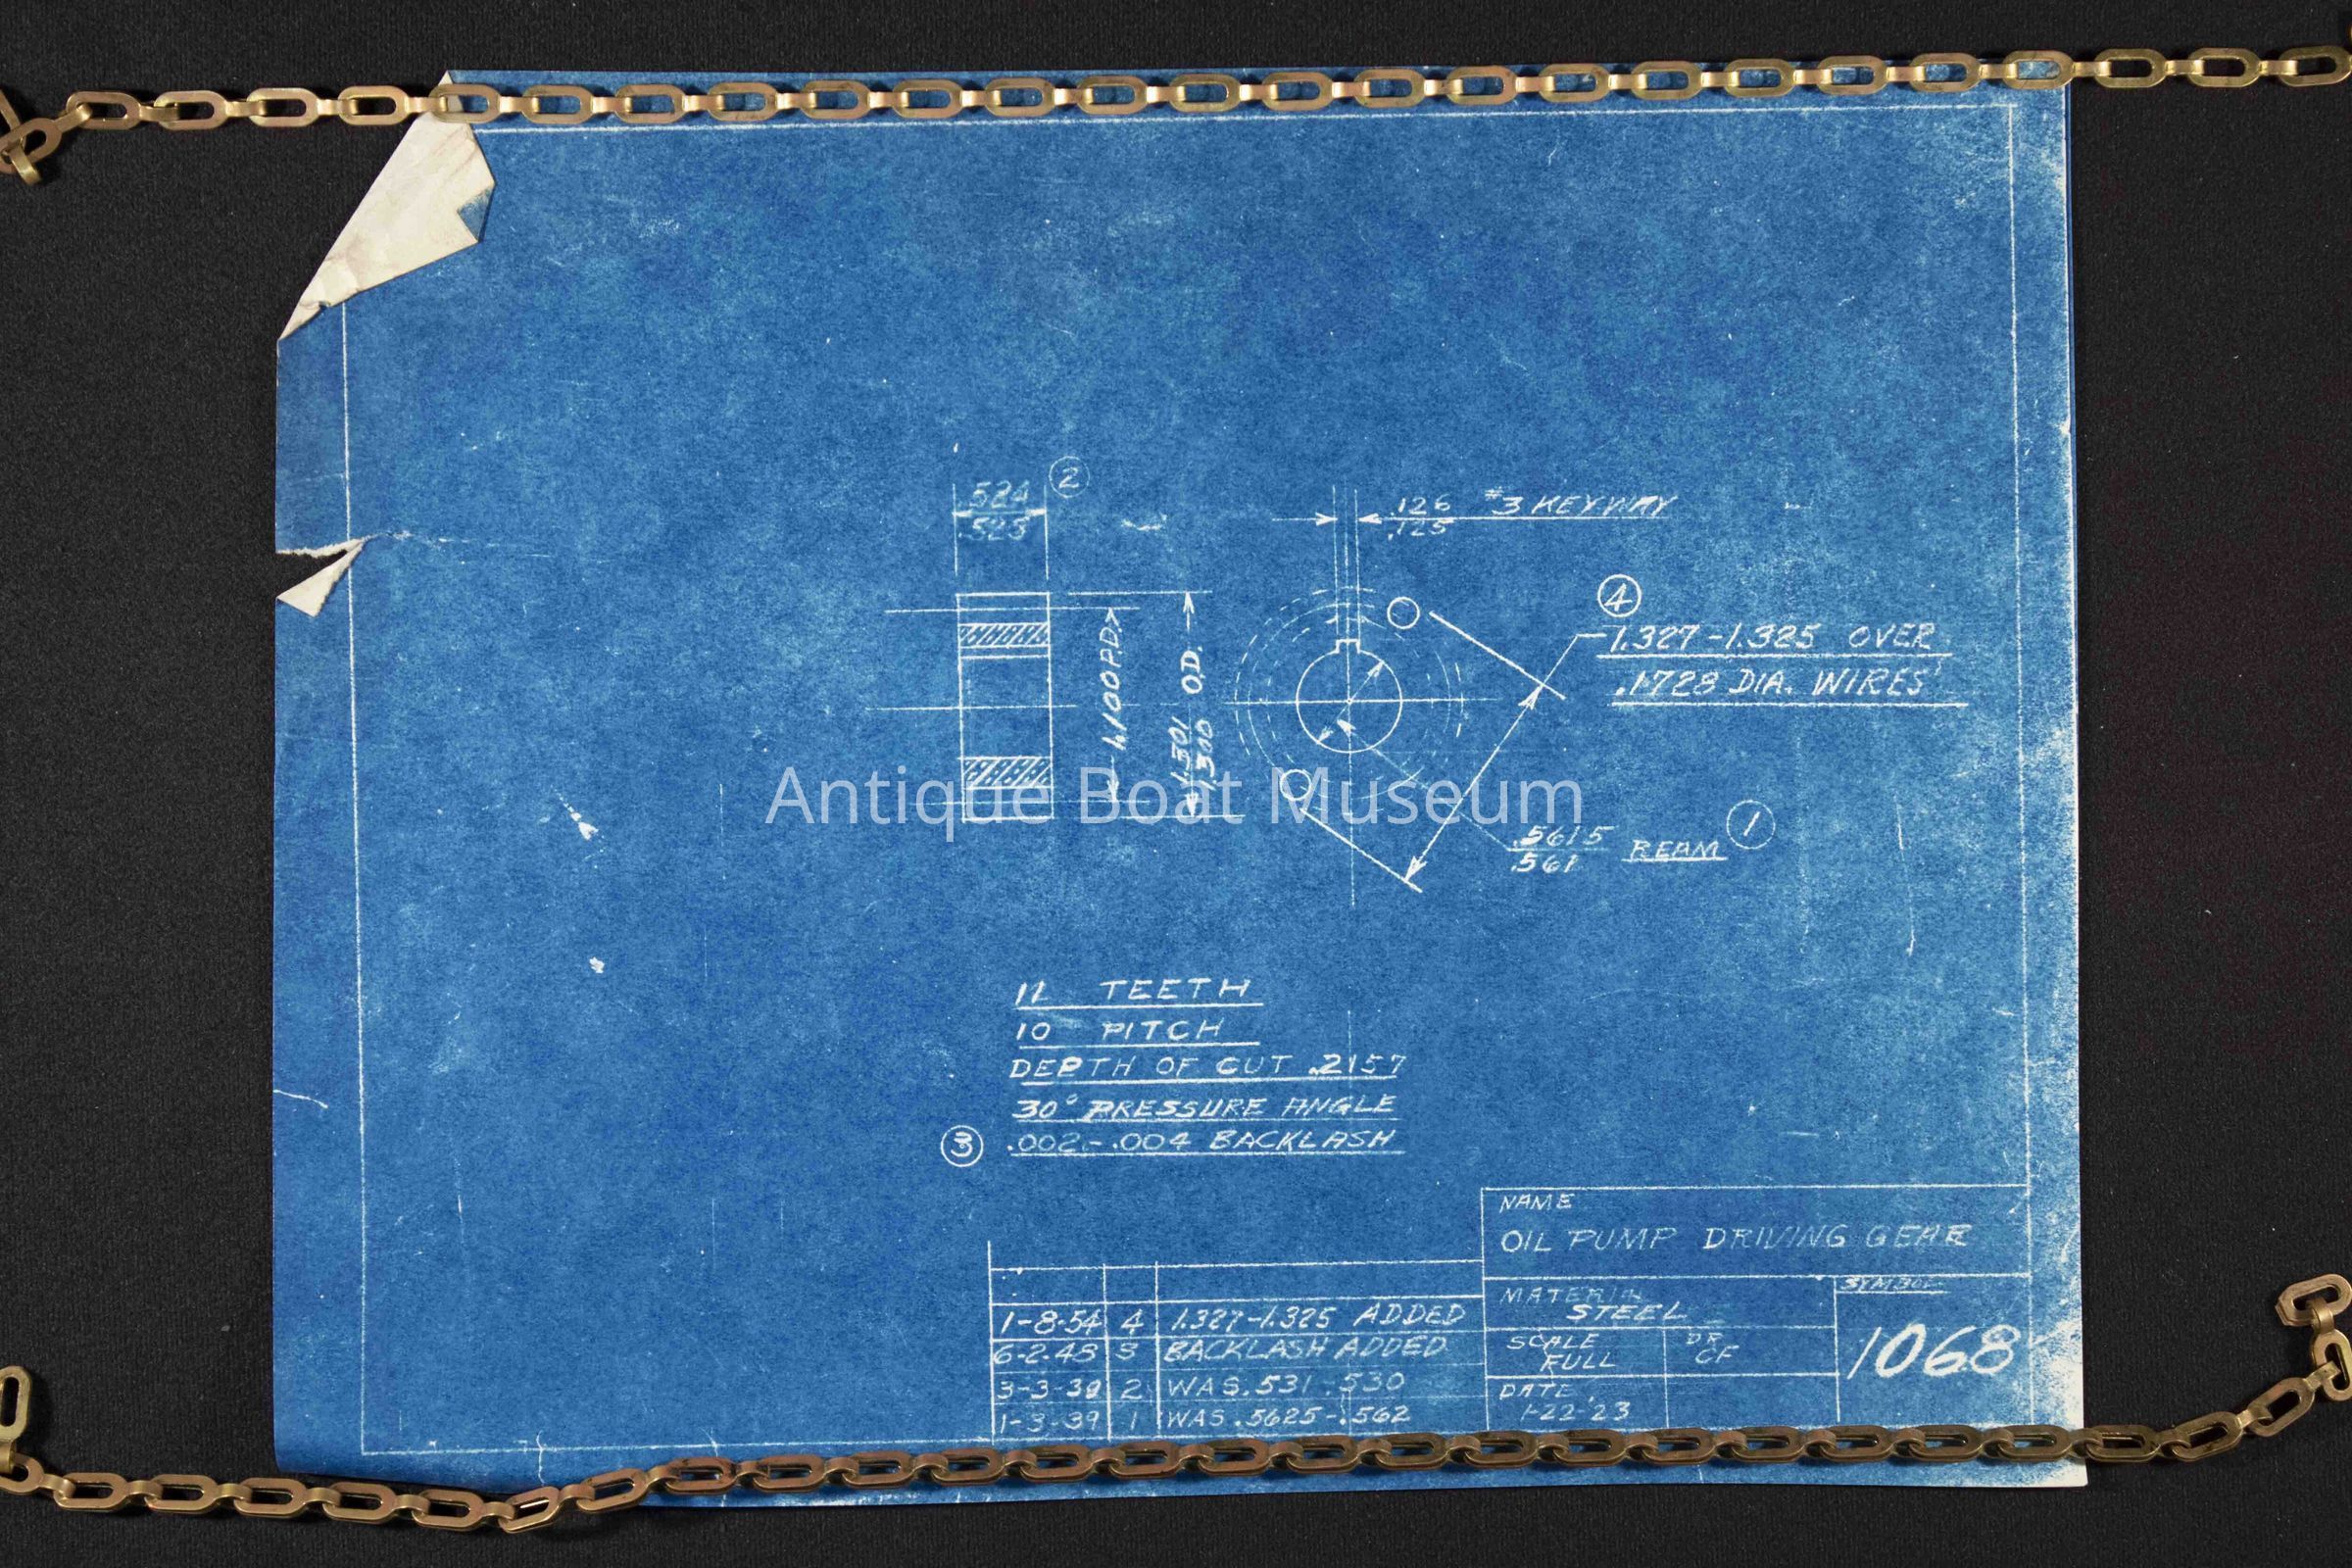 .524
.523
2
.126 #3 KEYWAY
.125
4
1.327-1.325 OVER
.1728 DIA. WIRES
1.100 P.D.
1.301 O.D.
1.300
.5615 REAM
.561
1
Antique Boat Museum
11 TEETH
10 PITCH
DEPTH OF CUT .2157
30° PRESSURE ANGLE
3 .002-.004 BACKLASH
NAME
OIL PUMP DRIVING GEAR
MATERIAL
STEEL
SYMBOL
1068
SCALE
FULL
DR.
CF
DATE
1-22-'23
1-8-54 4 1.327-1.325 ADDED
6-2-43 3 BACKLASH ADDED
3-3-39 2 WAS .531-.530
1-3-39 1 WAS .5625-.562